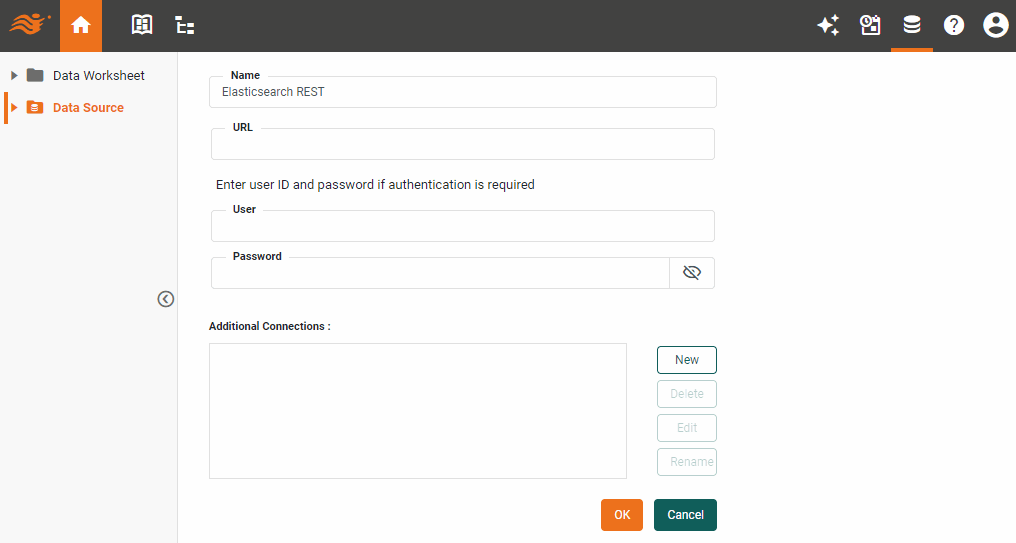 Data Worksheet
Data Source
Name
Elasticsearch REST
URL
Enter user ID and password if authentication is required
User
Password
Additional Connections :
New
Delete
Edit
Rename
OK
Cancel